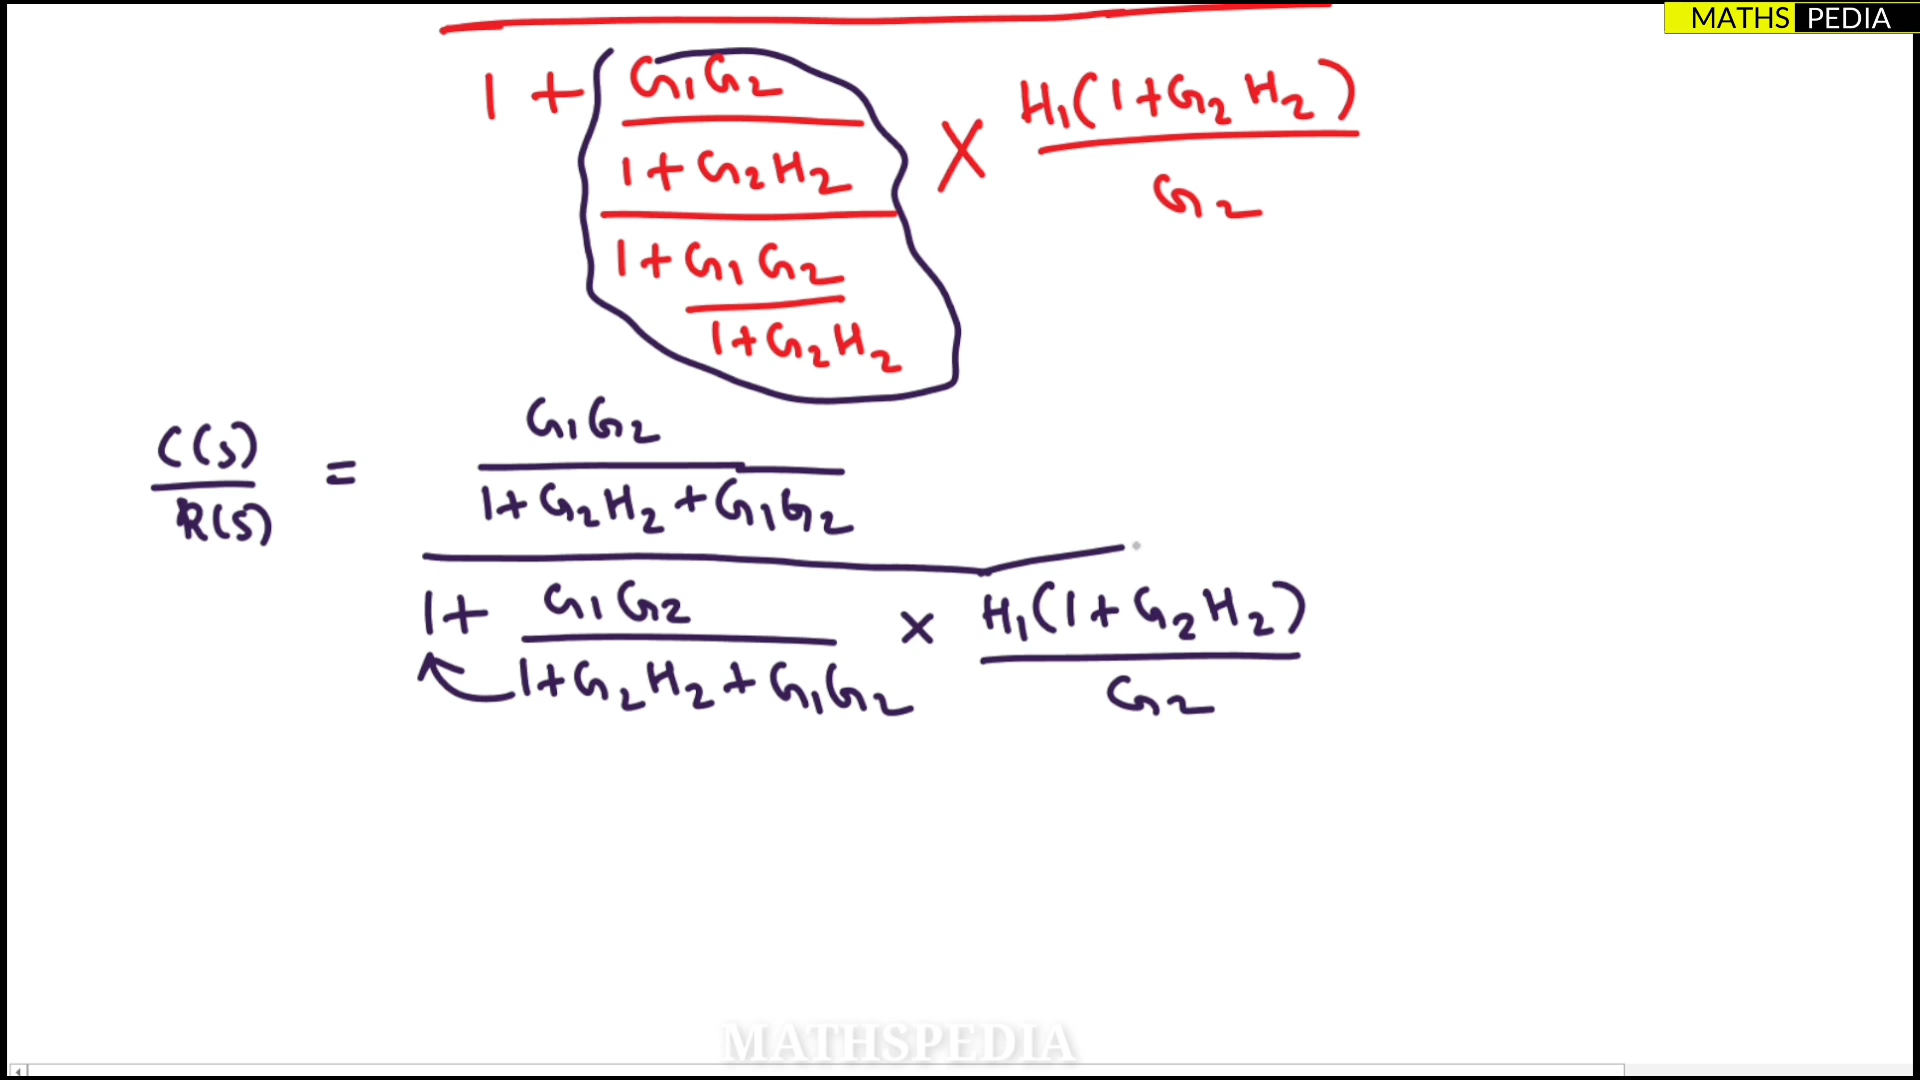 MATHS PEDIA
1 + G1G2 / 1+G2H2 / 1+G1G2 / 1+G2H2 × H1(1+G2H2) / G2
C(s) / R(s) = G1G2 / 1+G2H2+G1G2
1+ G1G2 / 1+G2H2+G1G2 × H1(1+G2H2) / G2
MATHSPEDIA